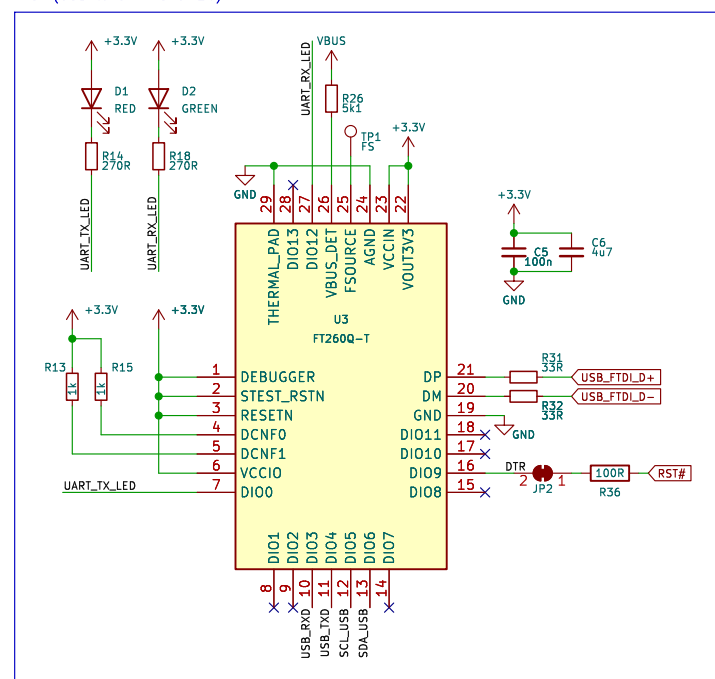 +3.3V
+3.3V
VBUS
UART_RX_LED
D1
RED
D2
GREEN
R26
5k1
TP1
FS
+3.3V
R14
270R
R18
270R
GND
UART_TX_LED
UART_RX_LED
29
28
27
26
25
24
23
22
THERMAL_PAD
DIO13
DIO12
VBUS_DET
FSOURCE
AGND
VCCIN
VOUT3V3
+3.3V
C5
100n
C6
4u7
GND
U3
FT260Q-T
+3.3V
+3.3V
R13
1k
1k
R15
1 DEBUGGER
2 STEST_RSTN
3 RESETN
4 DCNF0
5 DCNF1
6 VCCIO
UART_TX_LED
7 DIO0
DP 21
R31
33R
USB_FTDI_D+
DM 20
R32
33R
USB_FTDI_D-
GND 19
GND
DIO11 18
DIO10 17
DIO9 16
DTR
2
JP2
1
100R
R36
RST#
DIO8 15
DIO1
DIO2
DIO3
DIO4
DIO5
DIO6
DIO7
8
9
10
11
12
13
14
USB_RXD
USB_TXD
SCL_USB
SDA_USB